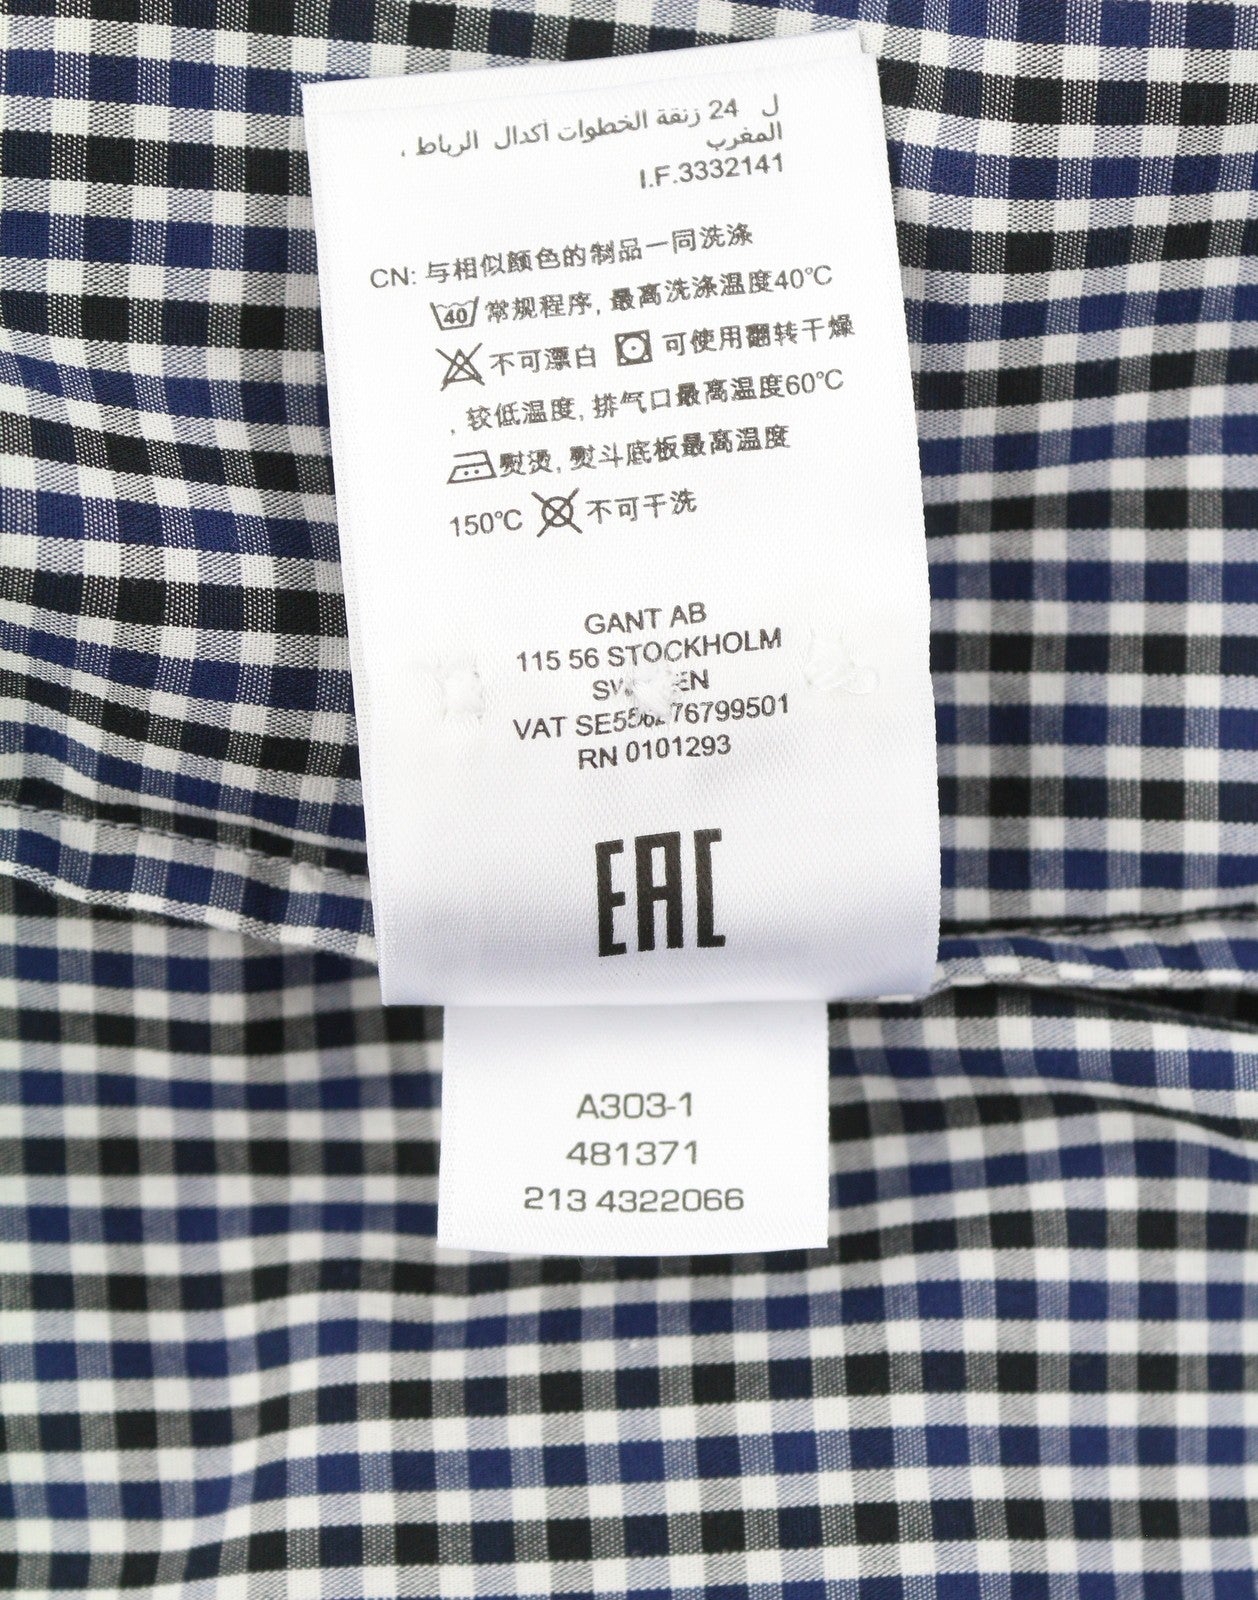 ل 24 زنقة الخطوات أكدال الرباط ،
المغرب
I.F.3332141
CN: 与相似颜色的制品一同洗涤
40 常规程序, 最高洗涤温度40°C
不可漂白 可使用翻转干燥
, 较低温度, 排气口最高温度60°C
熨烫, 熨斗底板最高温度
150°C 不可干洗
GANT AB
115 56 STOCKHOLM
VAT
RN 0101293
EAC
A303-1
481371
213 4322066